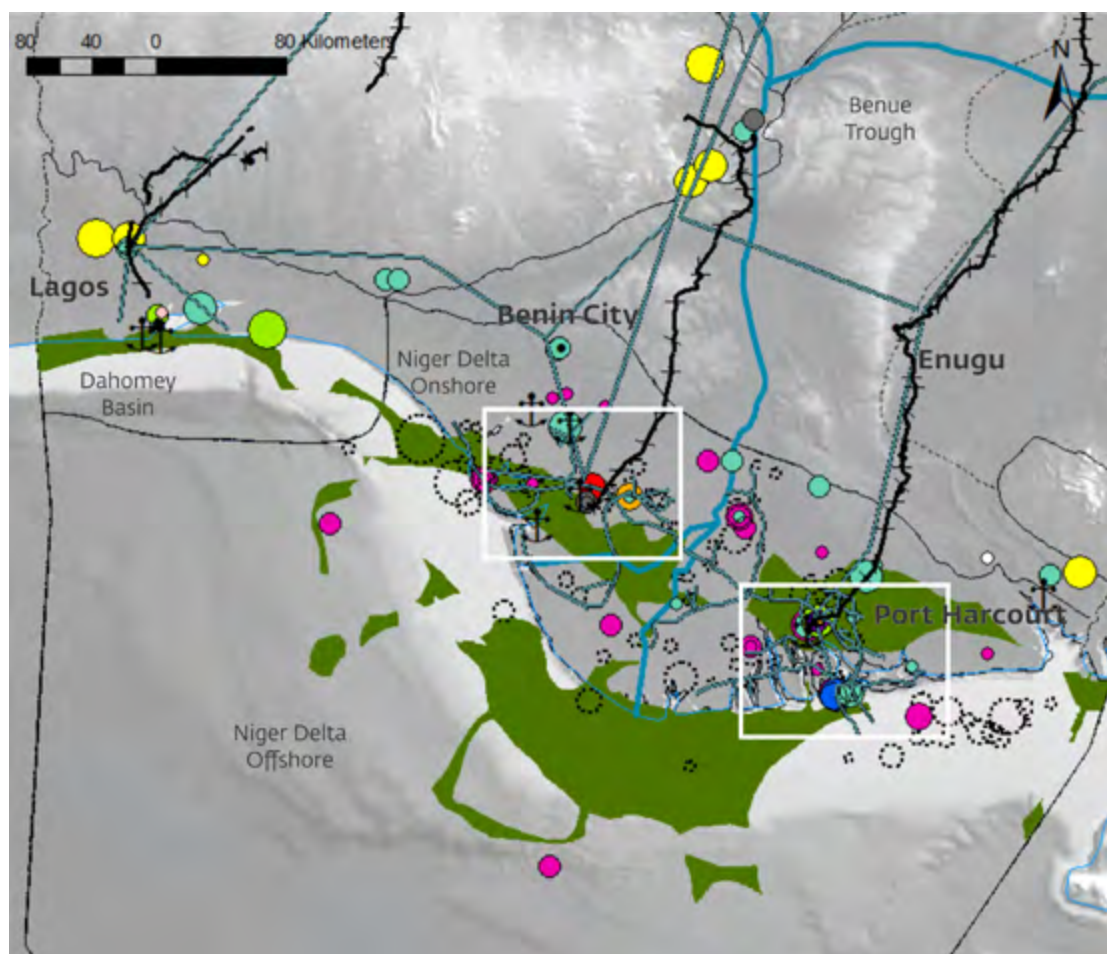 80 40 0 80 Kilometers
N
Benue
Trough
Lagos
Benin City
Niger Delta
Onshore
Enugu
Dahomey
Basin
Port Harcourt
Niger Delta
Offshore